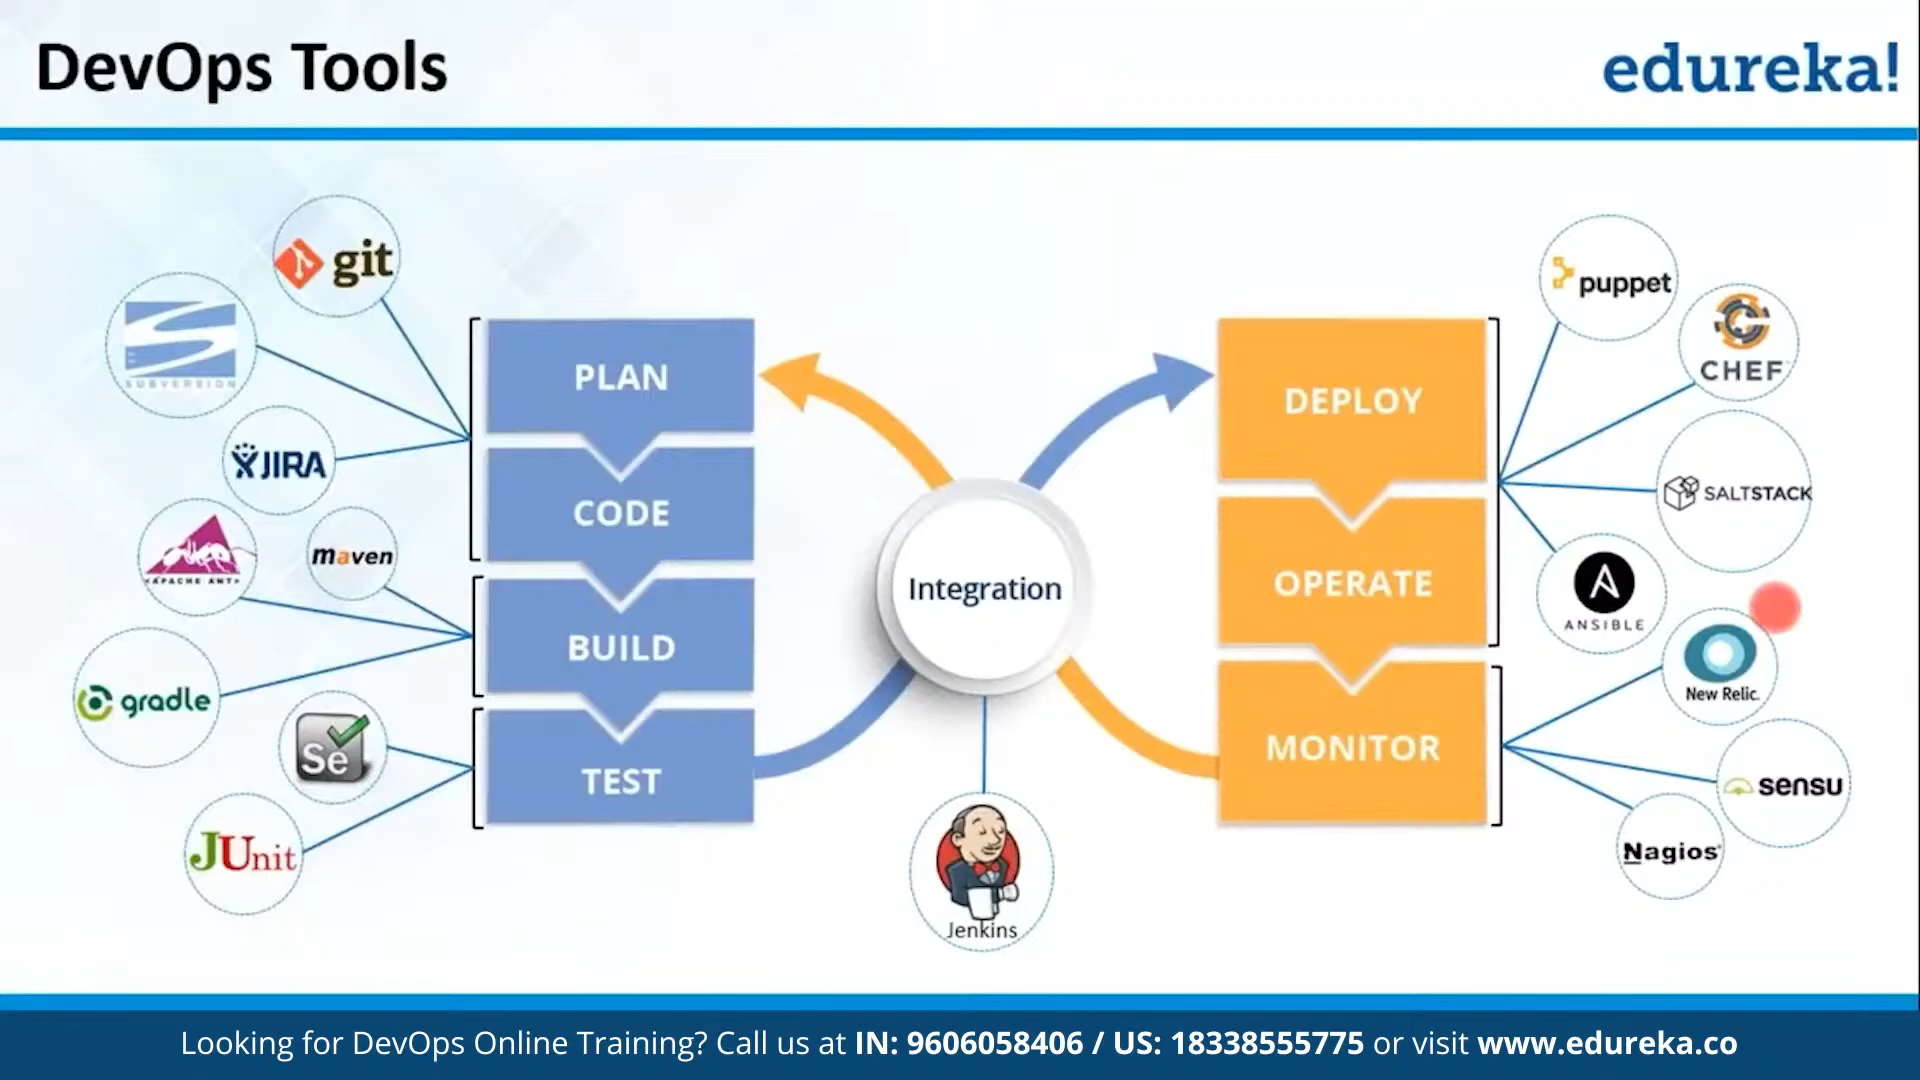 DevOps Tools
edureka!
git
SUBVERSION
JIRA
APACHE ANT
maven
gradle
Se
JUnit
PLAN
CODE
BUILD
TEST
Integration
Jenkins
DEPLOY
OPERATE
MONITOR
puppet
CHEF
SALTSTACK
A
ANSIBLE
New Relic.
sensu
Nagios®
Looking for DevOps Online Training? Call us at IN: 9606058406 / US: 18338555775 or visit www.edureka.co